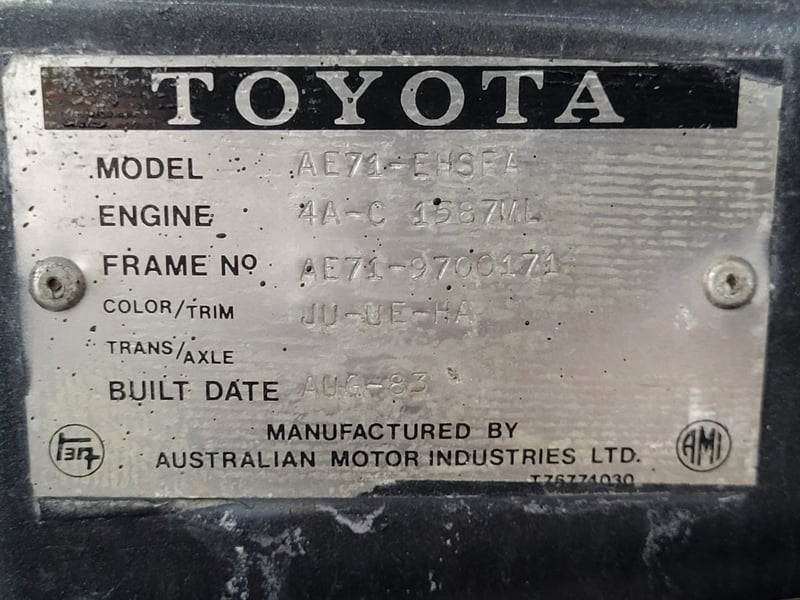 TOYOTA
MODEL AE71-EHSFA
ENGINE 4A-C 1587ML
FRAME Nº AE71-9700171
COLOR/TRIM JU-UE-HA
TRANS/AXLE
BUILT DATE AUG-83
MANUFACTURED BY
AUSTRALIAN MOTOR INDUSTRIES LTD.
AMI
T76771030